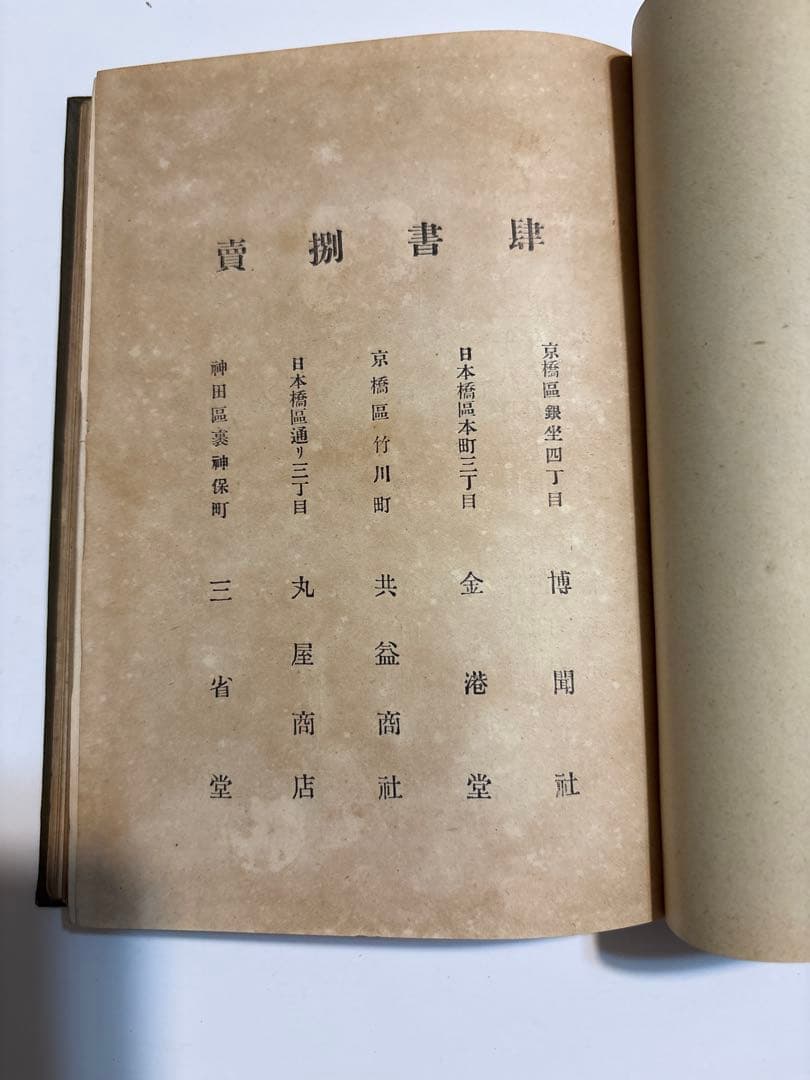 賣捌書肆
京橋區銀坐四丁目 博聞社
日本橋區本町三丁目 金港堂
京橋區竹川町 共益商社
日本橋區通リ三丁目 丸屋商店
神田區裏神保町 三省堂